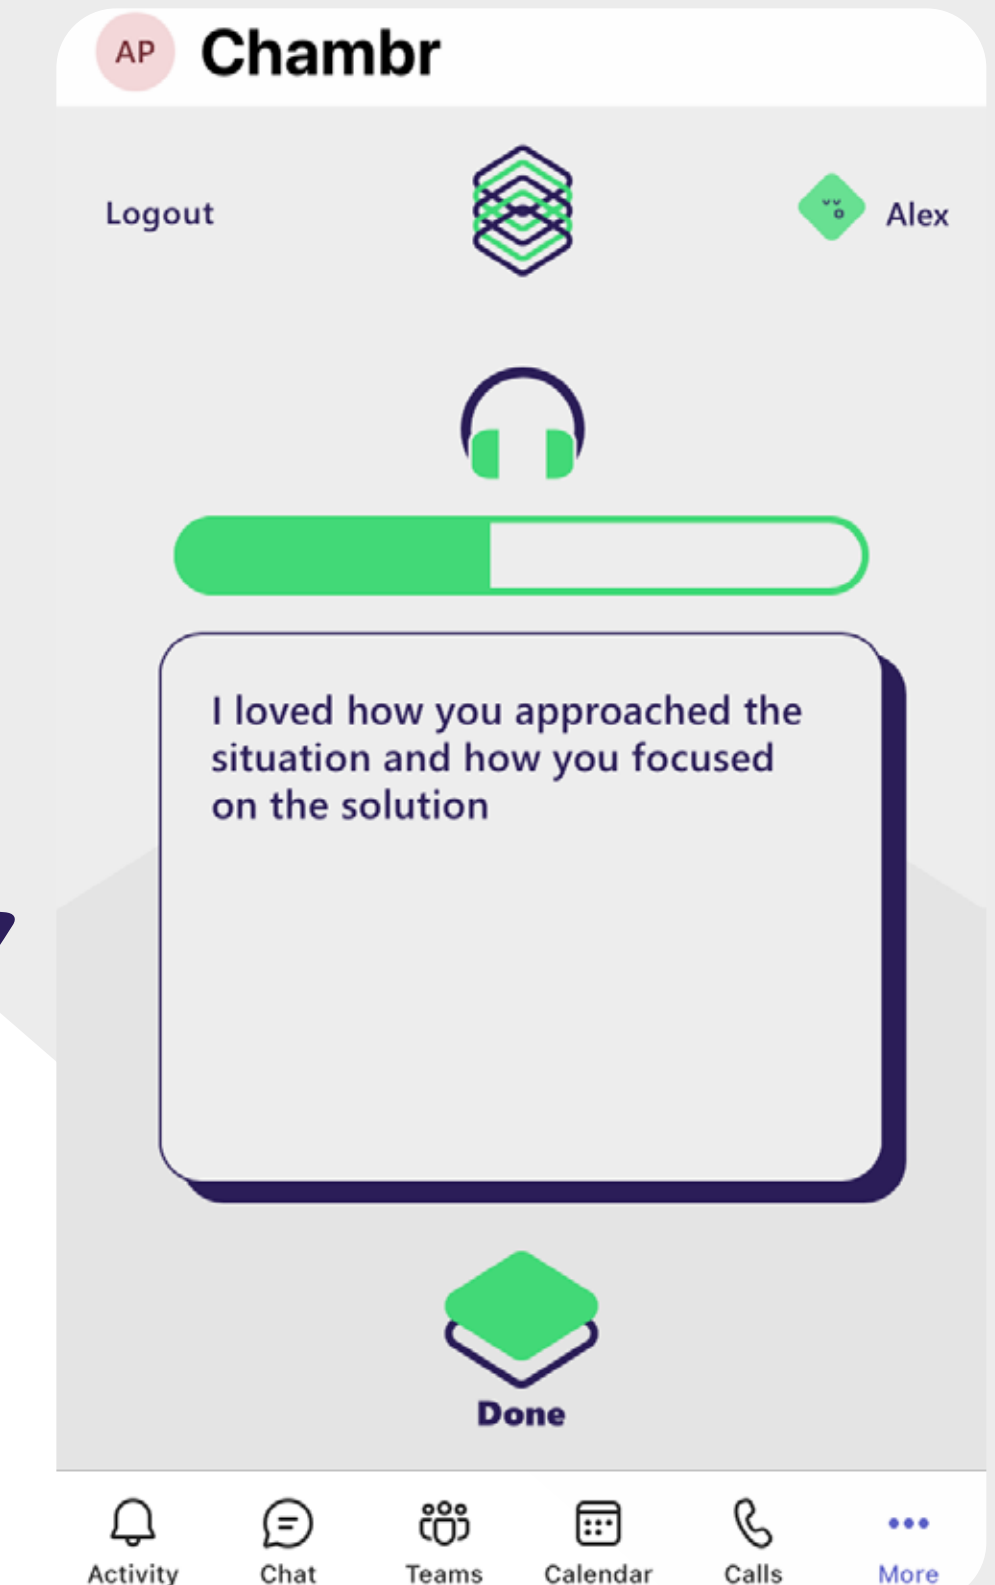 AP
Chambr
Logout
Alex
I loved how you approached the
situation and how you focused
on the solution
Done
Activity
Chat
Teams
Calendar
Calls
More